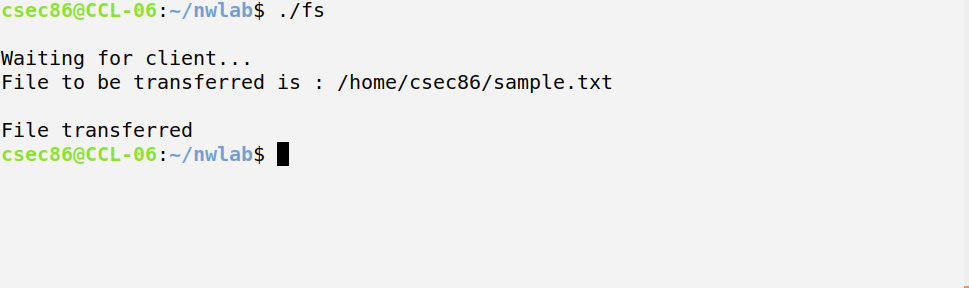 csec86@CCL-06:~/nwlab$ ./fs
Waiting for client...
File to be transferred is : /home/csec86/sample.txt
File transferred
csec86@CCL-06:~/nwlab$